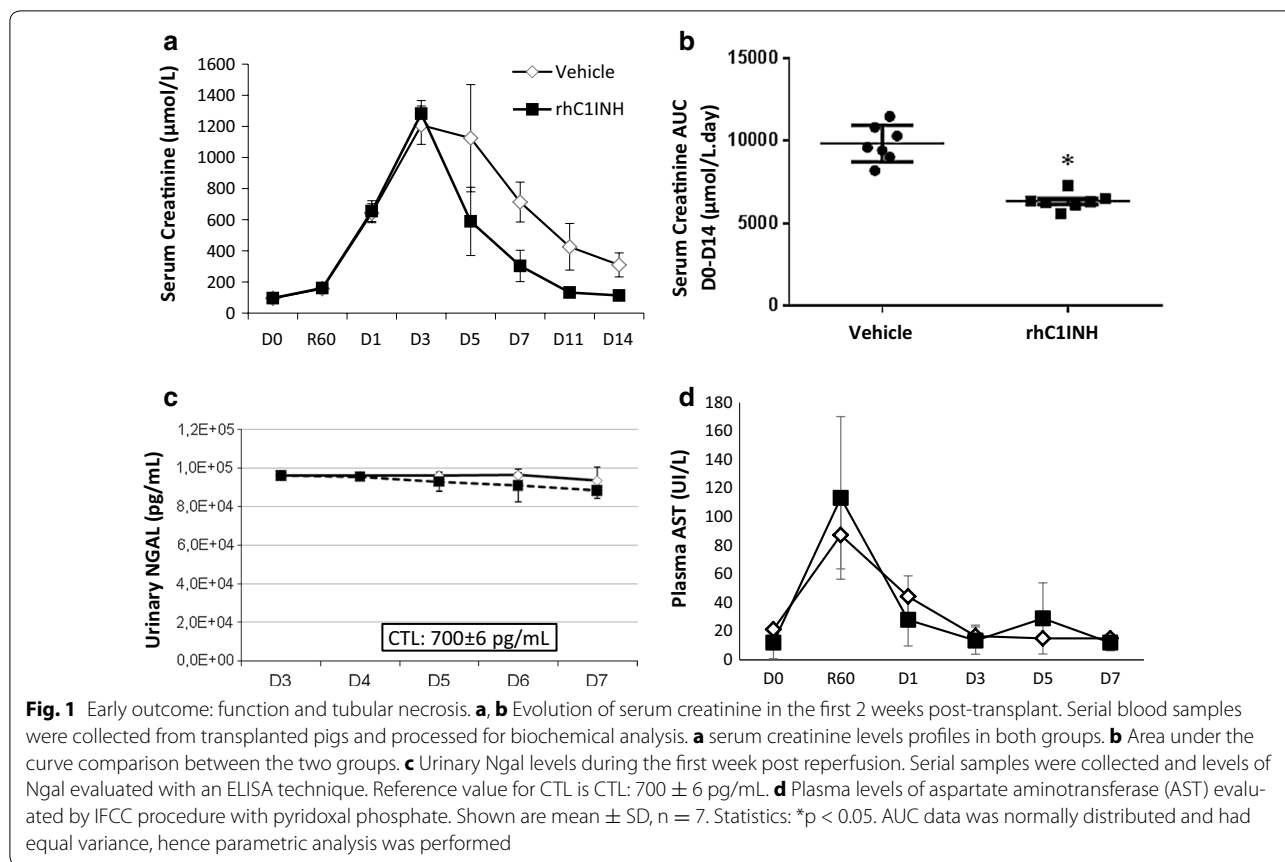 a
Serum Creatinine (µmol/L)
1600
1400
1200
1000
800
600
400
200
0
Vehicle
rhC1INH
D0 R60 D1 D3 D5 D7 D11 D14
b
Serum Creatinine AUC
D0-D14 (µmol/L.day)
15000
10000
5000
0
*
Vehicle rhC1INH
c
Urinary NGAL (pg/mL)
1,2E+05
1,0E+05
8,0E+04
6,0E+04
4,0E+04
2,0E+04
0,0E+00
CTL: 700±6 pg/mL
D3 D4 D5 D6 D7
d
Plasma AST (UI/L)
180
160
140
120
100
80
60
40
20
0
D0 R60 D1 D3 D5 D7
Fig. 1 Early outcome: function and tubular necrosis. a, b Evolution of serum creatinine in the first 2 weeks post-transplant. Serial blood samples
were collected from transplanted pigs and processed for biochemical analysis. a serum creatinine levels profiles in both groups. b Area under the
curve comparison between the two groups. c Urinary Ngal levels during the first week post reperfusion. Serial samples were collected and levels of
Ngal evaluated with an ELISA technique. Reference value for CTL is CTL: 700 ± 6 pg/mL. d Plasma levels of aspartate aminotransferase (AST) evalu-
ated by IFCC procedure with pyridoxal phosphate. Shown are mean ± SD, n = 7. Statistics: *p < 0.05. AUC data was normally distributed and had
equal variance, hence parametric analysis was performed